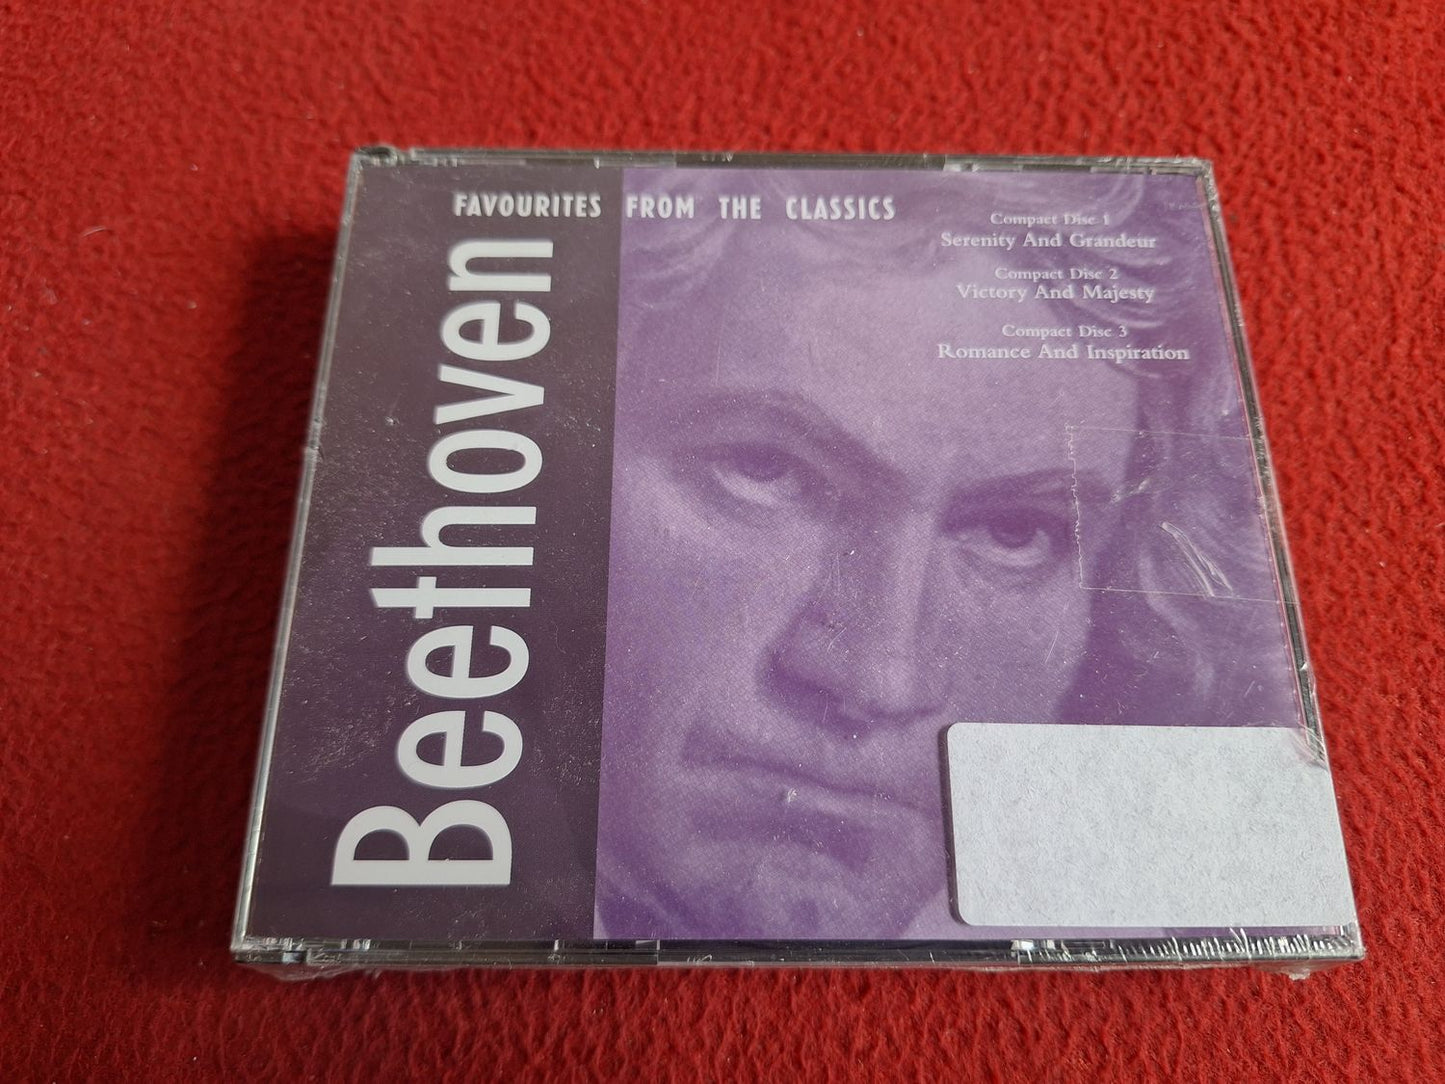 FAVOURITES FROM THE CLASSICS
Beethoven
Compact Disc 1
Serenity And Grandeur
Compact Disc 2
Victory And Majesty
Compact Disc 3
Romance And Inspiration